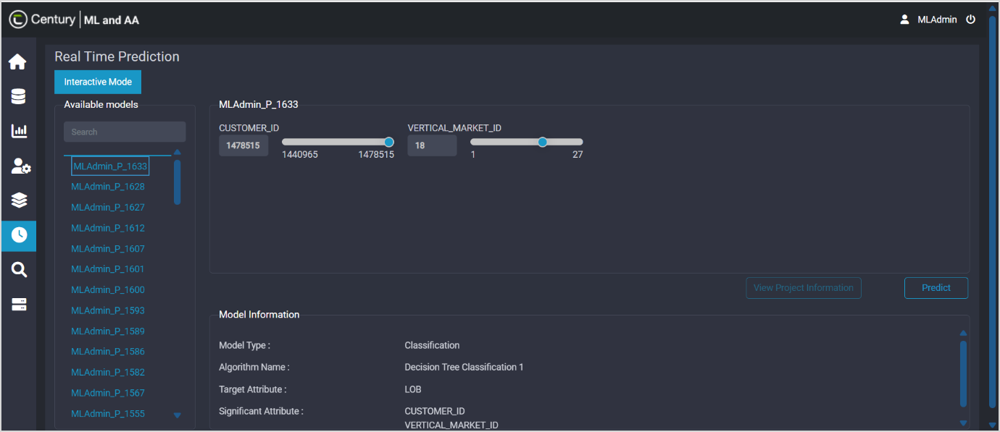 Century | ML and AA
MLAdmin
Real Time Prediction
Interactive Mode
Available models
Search
MLAdmin_P_1633
MLAdmin_P_1628
MLAdmin_P_1627
MLAdmin_P_1612
MLAdmin_P_1607
MLAdmin_P_1601
MLAdmin_P_1600
MLAdmin_P_1593
MLAdmin_P_1589
MLAdmin_P_1586
MLAdmin_P_1582
MLAdmin_P_1567
MLAdmin_P_1555
MLAdmin_P_1633
CUSTOMER_ID
1478515
1440965 1478515
VERTICAL_MARKET_ID
18
1 27
View Project Information
Predict
Model Information
Model Type : Classification
Algorithm Name : Decision Tree Classification 1
Target Attribute : LOB
Significant Attribute : CUSTOMER_ID
VERTICAL_MARKET_ID